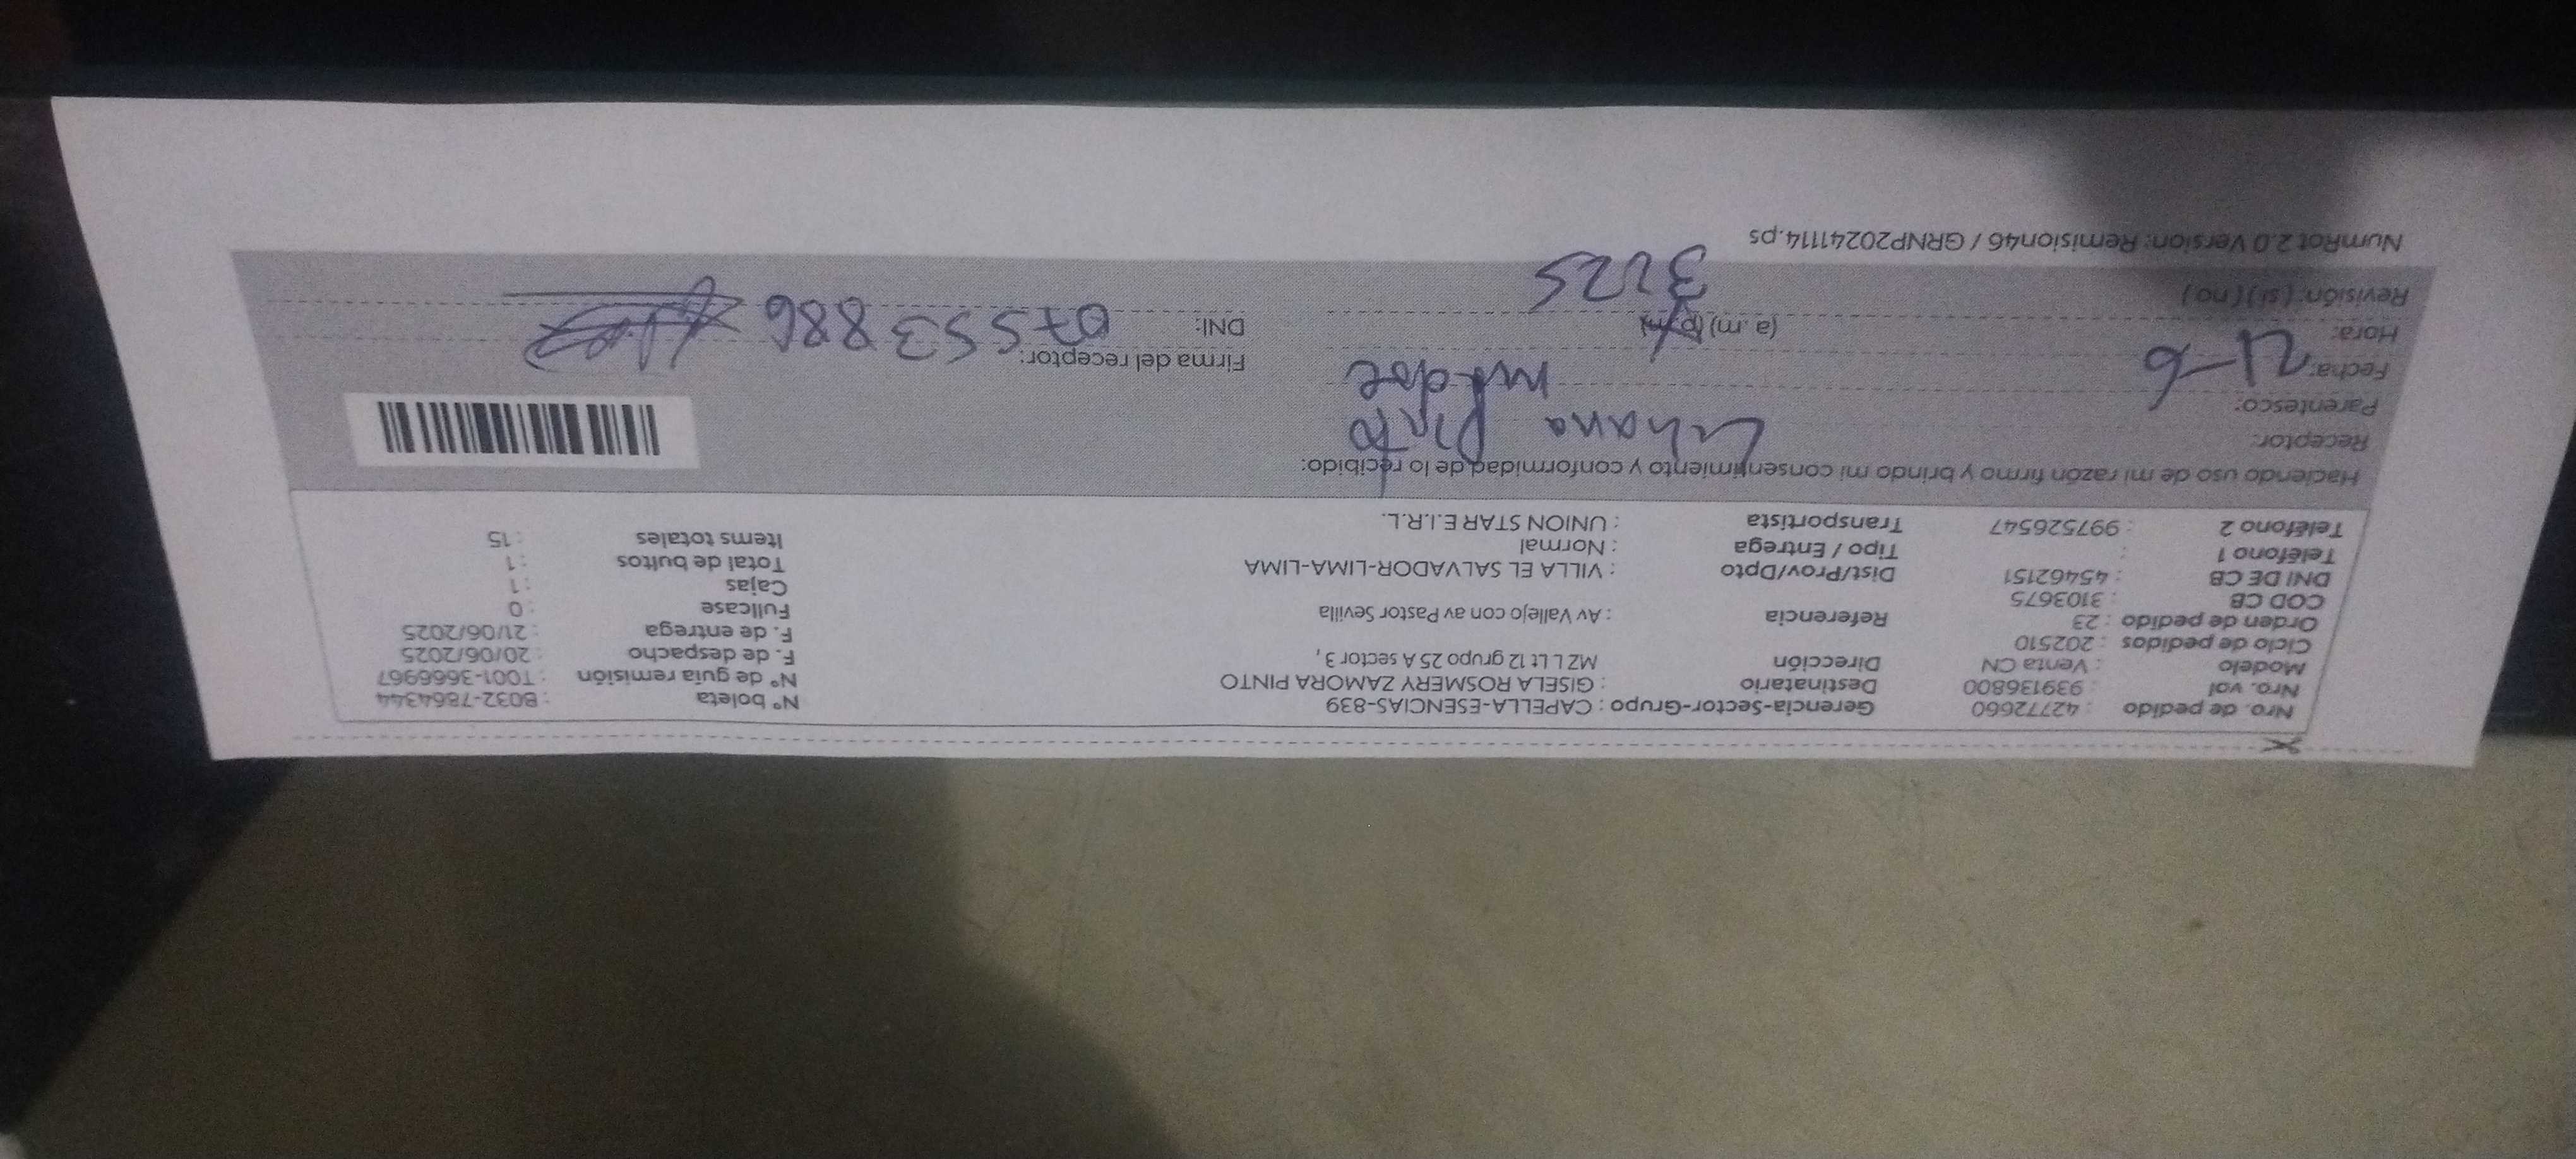 Nro. de pedido : 42772660 Gerencia-Sector-Grupo : CAPELLA-ESENCIAS-839 N° boleta : B032-7864344
Nro. vol : 939136800 Destinatario : GISELA ROSMERY ZAMORA PINTO N° de guía remisión : T001-3666967
Modelo : Venta CN Dirección MZ L Lt 12 grupo 25 A sector 3 , F. de despacho : 20/06/2025
Ciclo de pedidos : 202510 F. de entrega : 21/06/2025
Orden de pedido : 23 Referencia : Av Vallejo con av Pastor Sevilla Fullcase : 0
COD CB : 3103675 Cajas : 1
DNI DE CB : 45462151 Dist/Prov/Dpto : VILLA EL SALVADOR-LIMA-LIMA Total de bultos : 1
Teléfono 1 : Tipo / Entrega : Normal Items totales : 15
Teléfono 2 : 997526547 Transportista : UNION STAR E.I.R.L.
Haciendo uso de mi razón firmo y brindo mi consentimiento y conformidad de lo recibido:
Receptor: Pinto
Parentesco:
Fecha: 21-6 Firma del receptor:
Hora: (a. m) (p. m) DNI: 07553886
Revisión: ( si ) ( no ) 3225
NumRot 2.0 Version: Remision46 / GRNP20241114.ps